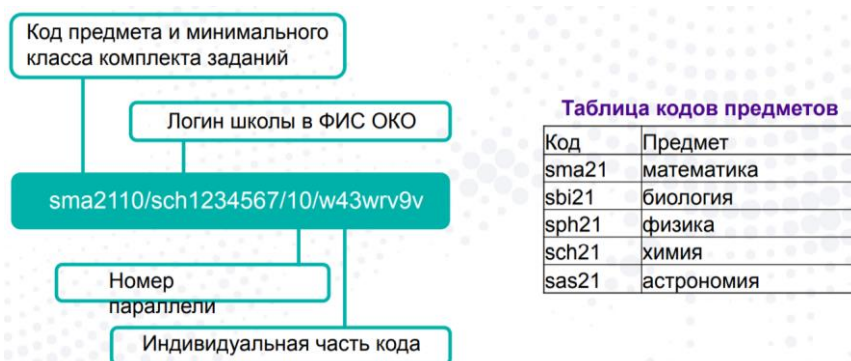 Код предмета и минимального
класса комплекта заданий
Логин школы в ФИС ОКО
sma2110/sch1234567/10/w43wrv9v
Номер
параллели
Индивидуальная часть кода
Таблица кодов предметов
Код Предмет
sma21 математика
sbi21 биология
sph21 физика
sch21 химия
sas21 астрономия